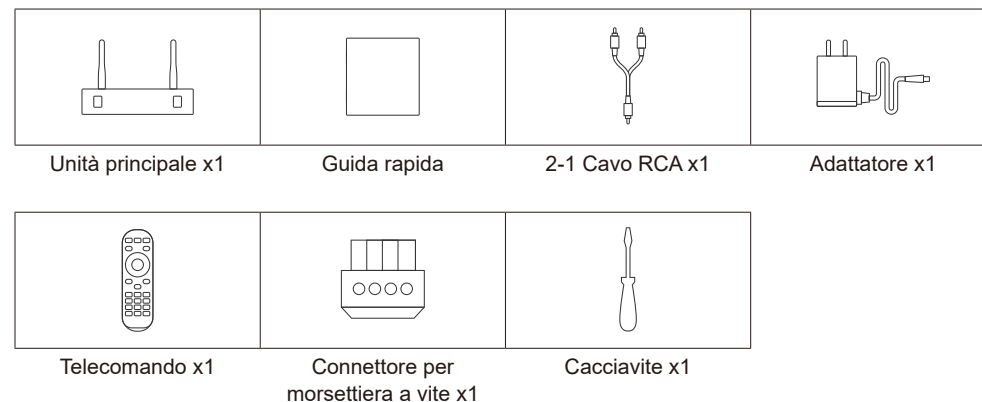 Unità principale x1
Guida rapida
2-1 Cavo RCA x1
Adattatore x1
Telecomando x1
Connettore per
morsettiera a vite x1
Cacciavite x1